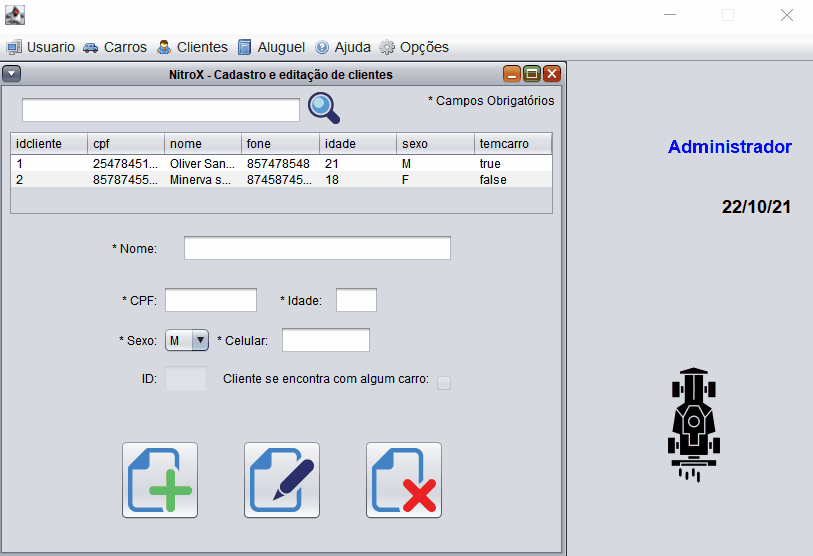 Usuario Carros Clientes Aluguel Ajuda Opções
NitroX - Cadastro e editação de clientes
* Campos Obrigatórios
idcliente cpf nome fone idade sexo temcarro
1 25478451... Oliver San... 857478548 21 M true
2 85787455... Minerva s... 87458745... 18 F false
* Nome:
* CPF: * Idade:
* Sexo: M * Celular:
ID: Cliente se encontra com algum carro:
Administrador
22/10/21